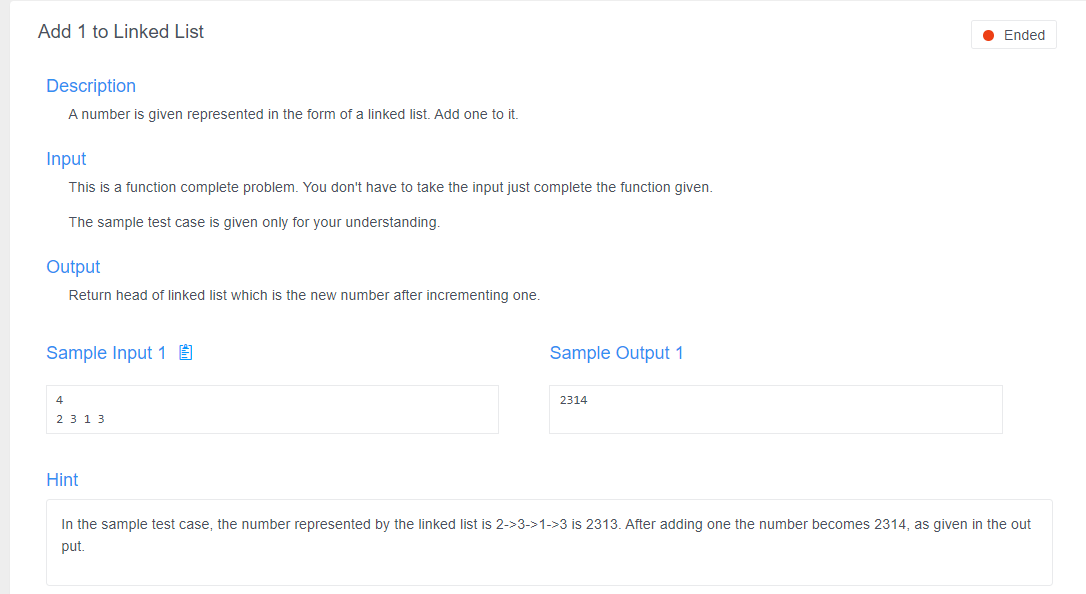 Add 1 to Linked List
Ended
Description
A number is given represented in the form of a linked list. Add one to it.
Input
This is a function complete problem. You don't have to take the input just complete the function given.
The sample test case is given only for your understanding.
Output
Return head of linked list which is the new number after incrementing one.
Sample Input 1
4
2 3 1 3
Sample Output 1
2314
Hint
In the sample test case, the number represented by the linked list is 2->3->1->3 is 2313. After adding one the number becomes 2314, as given in the out
put.